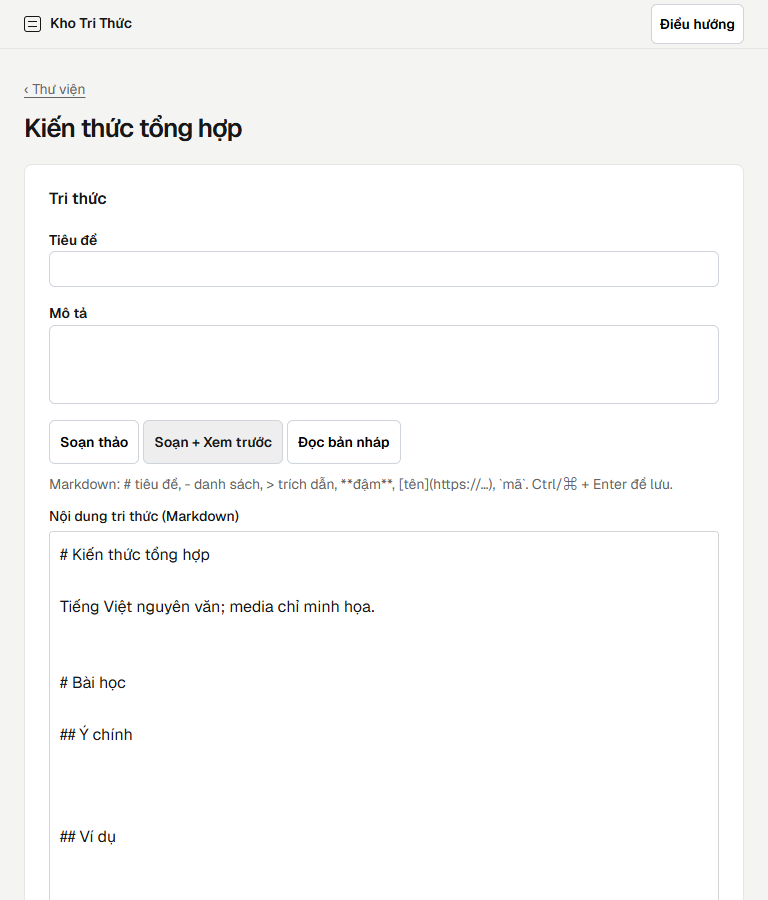 Kho Tri Thức
Điều hướng
‹ Thư viện
Kiến thức tổng hợp
Tri thức
Tiêu đề
Mô tả
Soạn thảo
Soạn + Xem trước
Đọc bản nháp
Markdown: # tiêu đề, - danh sách, > trích dẫn, **đậm**, [tên](https://…), `mã`. Ctrl/⌘ + Enter để lưu.
Nội dung tri thức (Markdown)
# Kiến thức tổng hợp
Tiếng Việt nguyên văn; media chỉ minh họa.
# Bài học
## Ý chính
## Ví dụ